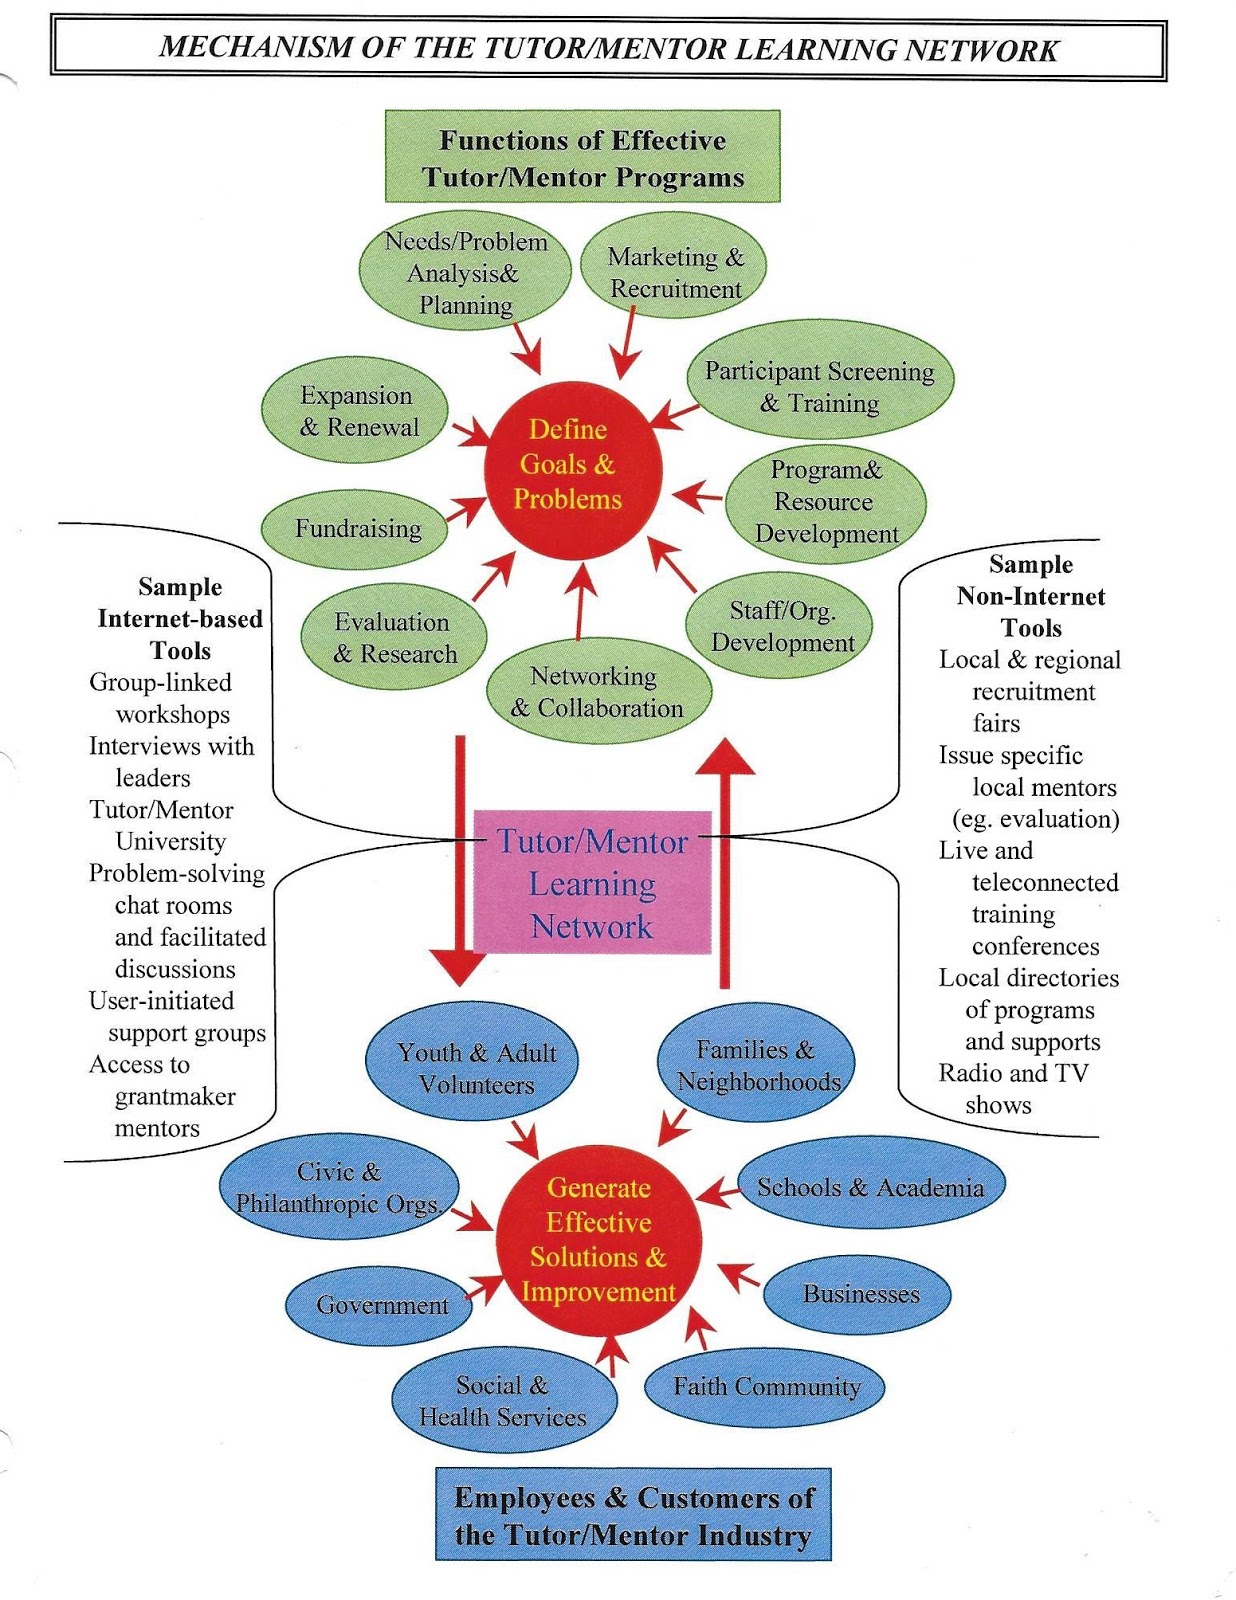 MECHANISM OF THE TUTOR/MENTOR LEARNING NETWORK
Functions of Effective
Tutor/Mentor Programs
Needs/Problem
Analysis&
Planning
Marketing &
Recruitment
Participant Screening
& Training
Expansion
& Renewal
Define
Goals &
Problems
Program&
Resource
Development
Fundraising
Evaluation
& Research
Staff/Org.
Development
Networking
& Collaboration
Sample
Internet-based
Tools
Group-linked
workshops
Interviews with
leaders
Tutor/Mentor
University
Problem-solving
chat rooms
and facilitated
discussions
User-initiated
support groups
Access to
grantmaker
mentors
Tutor/Mentor
Learning
Network
Sample
Non-Internet
Tools
Local & regional
recruitment
fairs
Issue specific
local mentors
(eg. evaluation)
Live and
teleconnected
training
conferences
Local directories
of programs
and supports
Radio and TV
shows
Youth & Adult
Volunteers
Families &
Neighborhoods
Civic &
Philanthropic Orgs.
Generate
Effective
Solutions &
Improvement
Schools & Academia
Government
Businesses
Social &
Health Services
Faith Community
Employees & Customers of
the Tutor/Mentor Industry